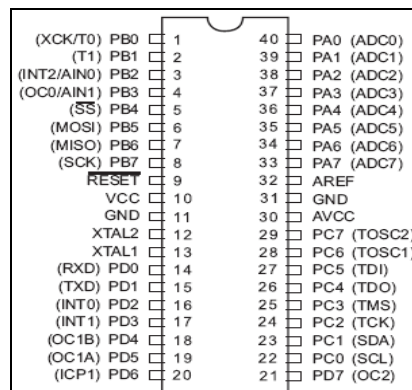 (XCK/T0) PB0 1 40 PA0 (ADC0)
(T1) PB1 2 39 PA1 (ADC1)
(INT2/AIN0) PB2 3 38 PA2 (ADC2)
(OC0/AIN1) PB3 4 37 PA3 (ADC3)
(SS) PB4 5 36 PA4 (ADC4)
(MOSI) PB5 6 35 PA5 (ADC5)
(MISO) PB6 7 34 PA6 (ADC6)
(SCK) PB7 8 33 PA7 (ADC7)
RESET 9 32 AREF
VCC 10 31 GND
GND 11 30 AVCC
XTAL2 12 29 PC7 (TOSC2)
XTAL1 13 28 PC6 (TOSC1)
(RXD) PD0 14 27 PC5 (TDI)
(TXD) PD1 15 26 PC4 (TDO)
(INT0) PD2 16 25 PC3 (TMS)
(INT1) PD3 17 24 PC2 (TCK)
(OC1B) PD4 18 23 PC1 (SDA)
(OC1A) PD5 19 22 PC0 (SCL)
(ICP1) PD6 20 21 PD7 (OC2)